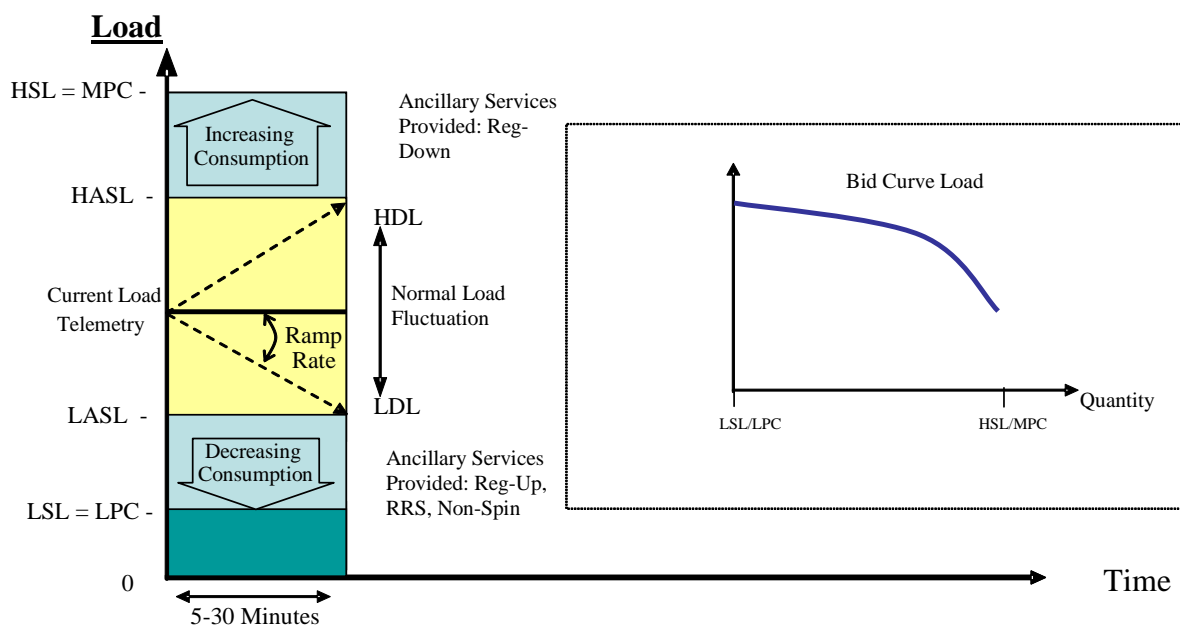 Load
HSL = MPC -
Increasing
Consumption
Ancillary Services
Provided: Reg-
Down
HASL -
HDL
Current Load
Telemetry
Normal Load
Fluctuation
Ramp
Rate
LASL -
LDL
Decreasing
Consumption
Ancillary Services
Provided: Reg-Up,
RRS, Non-Spin
LSL = LPC -
0
Time
5-30 Minutes
Bid Curve Load
Quantity
LSL/LPC
HSL/MPC